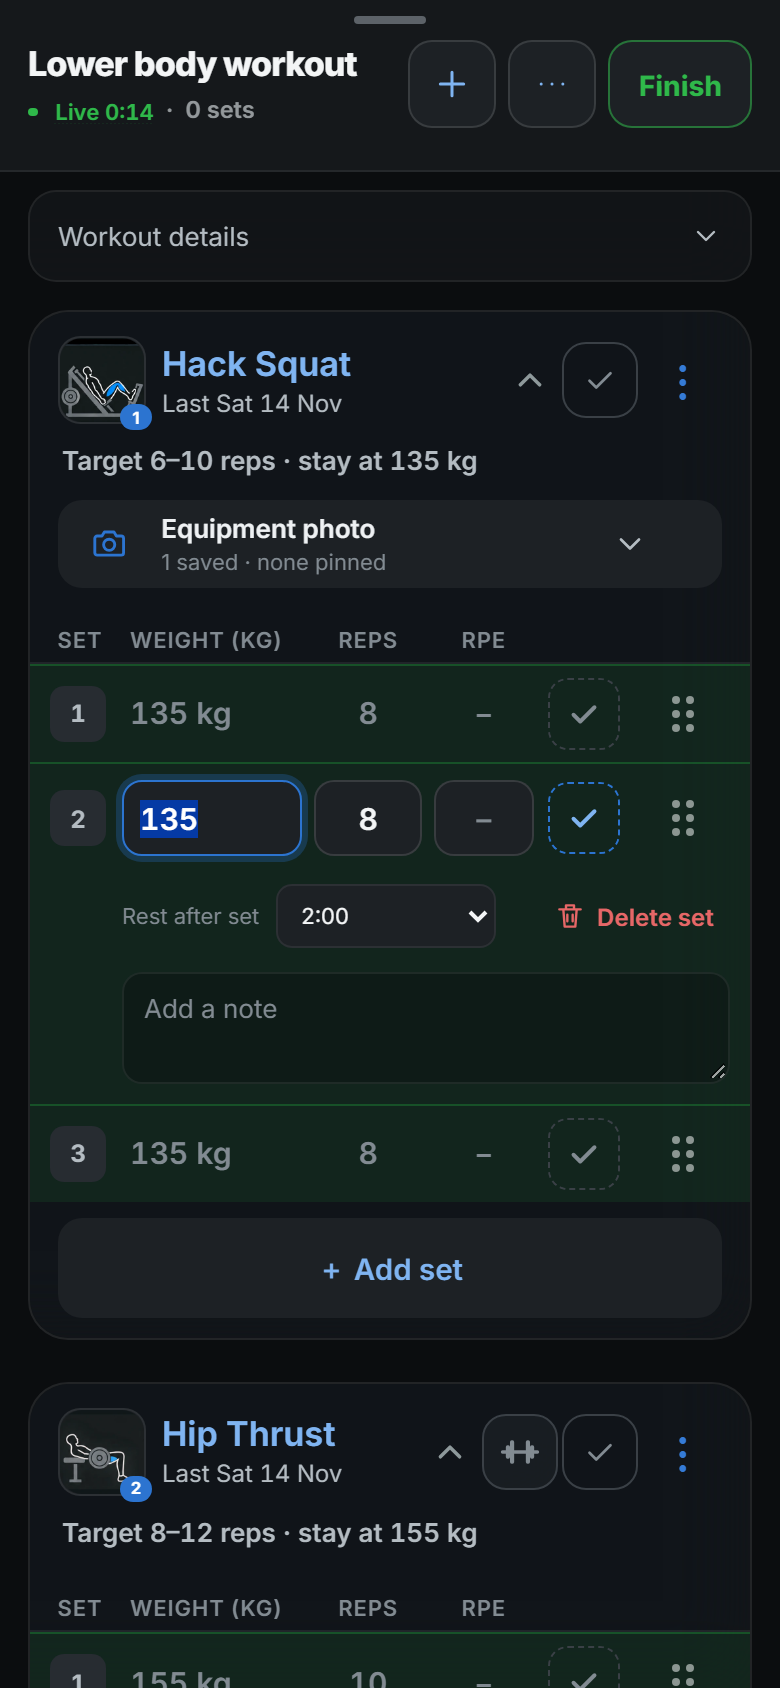 Lower body workout
Live 0:14 · 0 sets
+
...
Finish
Workout details
Hack Squat
1
Last Sat 14 Nov
Target 6–10 reps · stay at 135 kg
Equipment photo
1 saved · none pinned
SET WEIGHT (KG) REPS RPE
1 135 kg 8 –
2 135 8 –
Rest after set 2:00 Delete set
Add a note
3 135 kg 8 –
+ Add set
Hip Thrust
2
Last Sat 14 Nov
Target 8–12 reps · stay at 155 kg
SET WEIGHT (KG) REPS RPE
1 155 kg 10 –